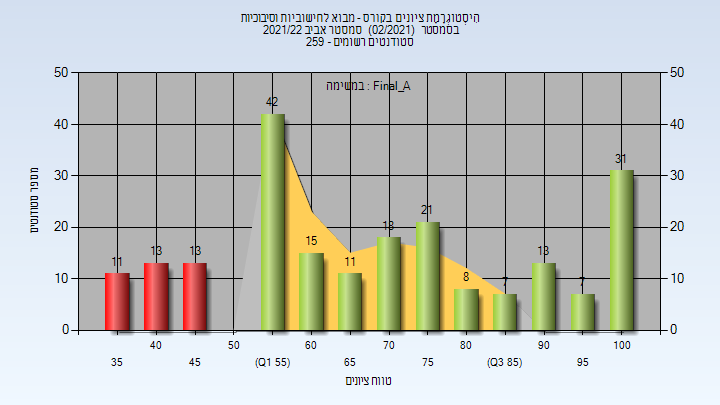 היסטוגרמת ציונים בקורס - מבוא לחישוביות וסיבוכיות
בסמסטר (02/2021) סמסטר אביב 2021/22
סטודנטים רשומים - 259
במשימה : Final_A
50 50
40 40
30 30
20 20
10 10
0 0
מספר סטודנטים
11 13 13 42 15 11 18 21 8 7 13 7 31
35 40 45 50 (Q1 55) 60 65 70 75 80 (Q3 85) 90 95 100
טווח ציונים